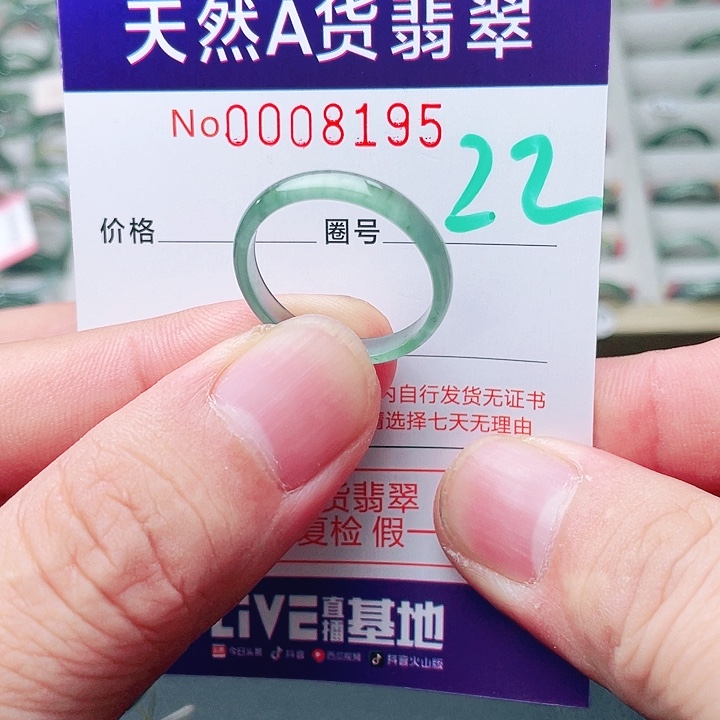 天然A货翡翠
No0008195
22
价格 圈号
内自行发货无证书
请选择七天无理由
货翡翠
复检 假一
LIVE直播基地
今日头条 抖音 西瓜视频 抖音火山版